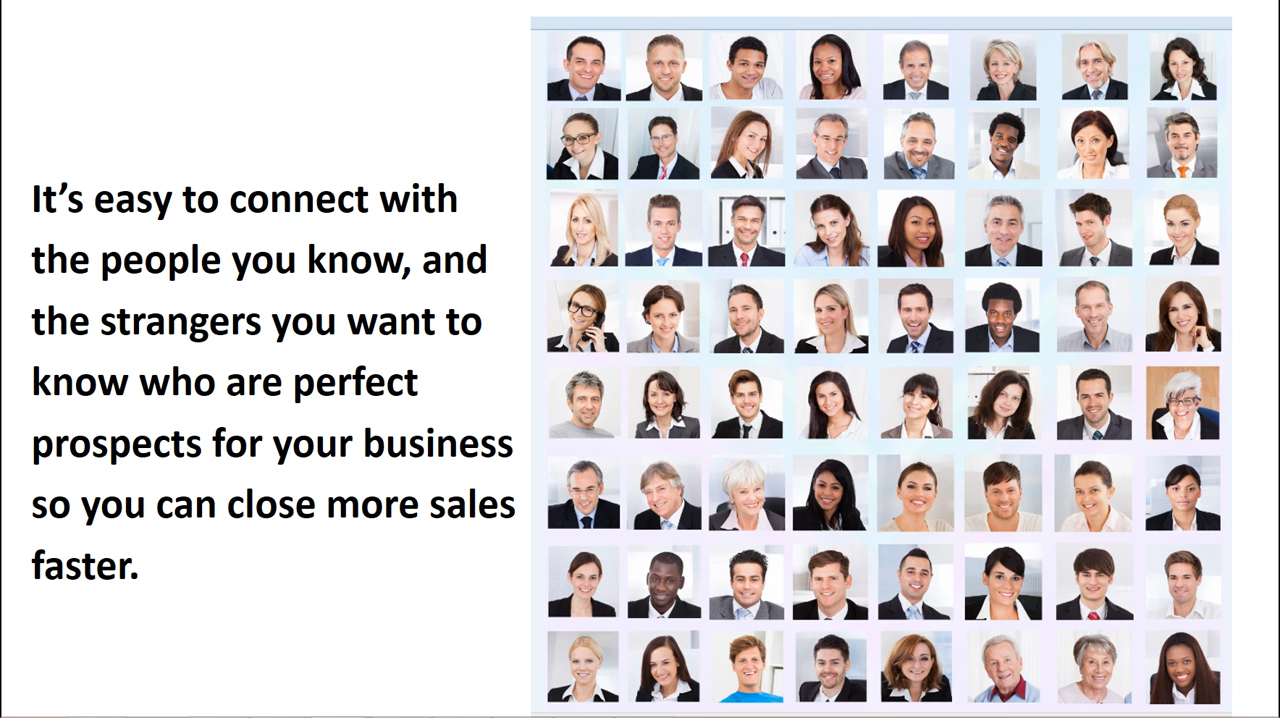 It’s easy to connect with
the people you know, and
the strangers you want to
know who are perfect
prospects for your business
so you can close more sales
faster.